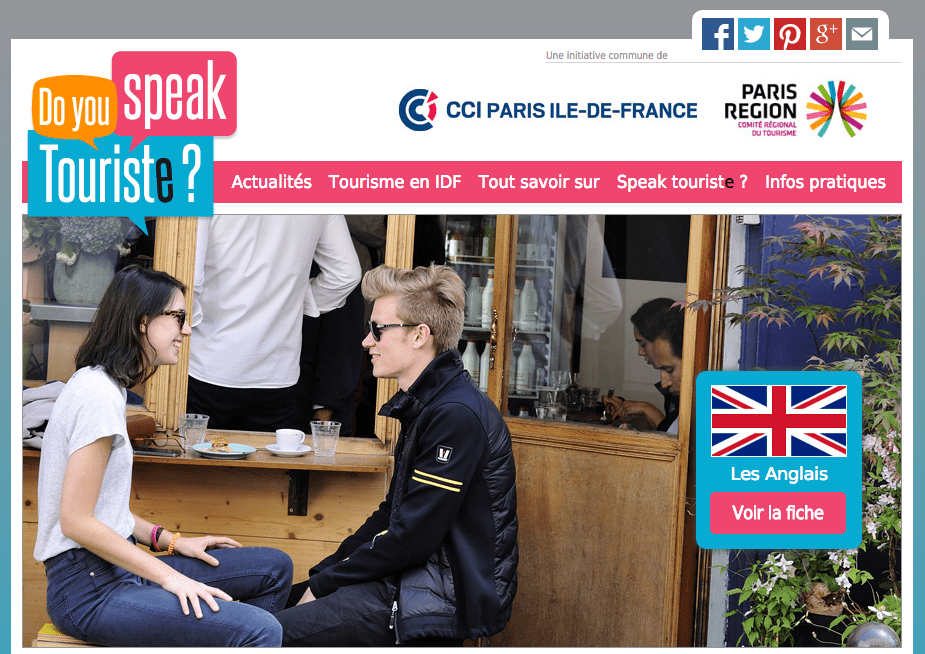 Une initiative commune de
Do you
speak
Touriste ?
CCI PARIS ILE-DE-FRANCE
PARIS
REGION
COMITÉ RÉGIONAL
DU TOURISME
Actualités Tourisme en IDF Tout savoir sur Speak touriste ? Infos pratiques
Les Anglais
Voir la fiche